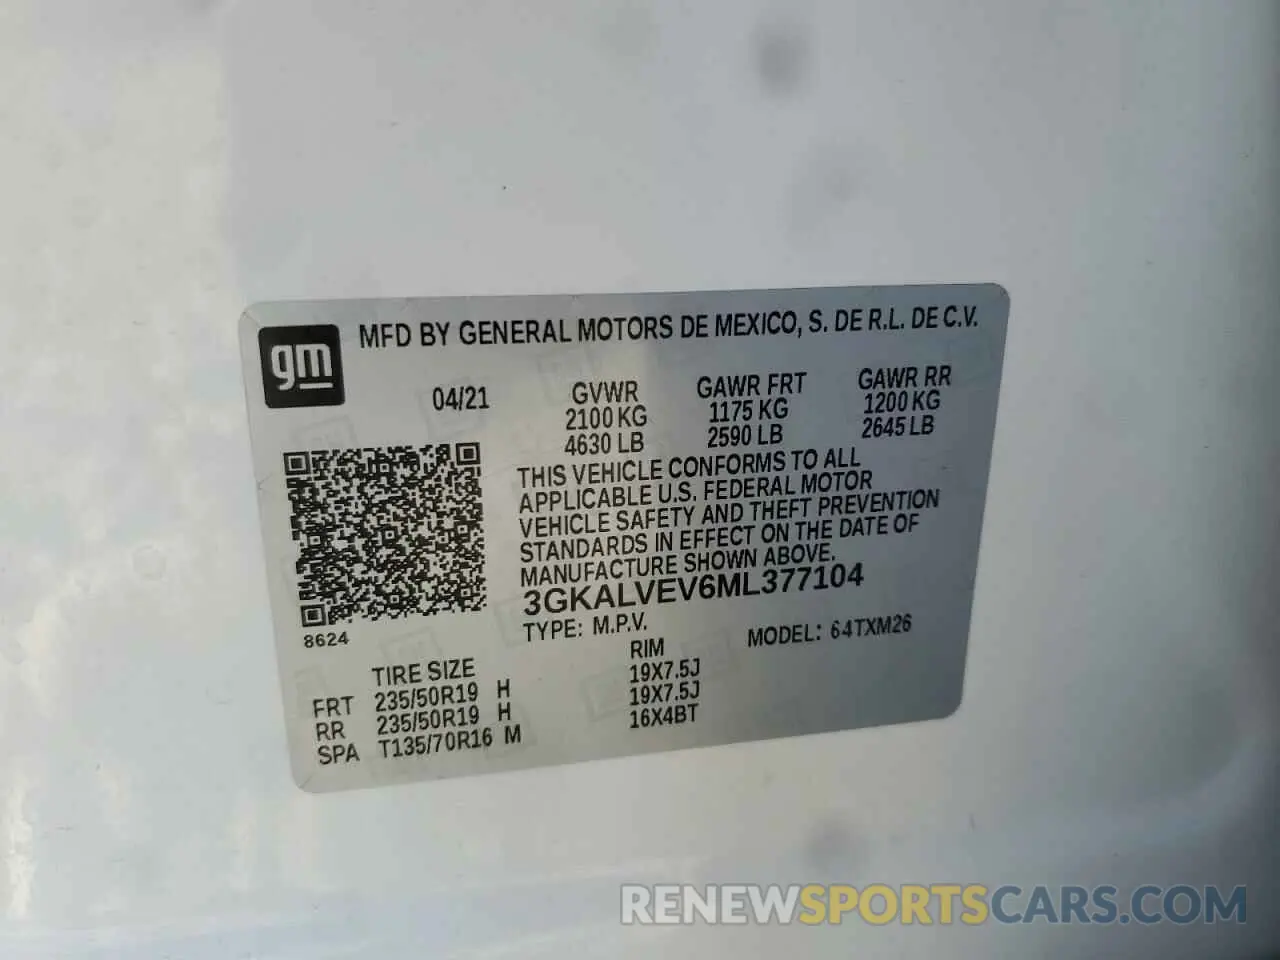 gm
MFD BY GENERAL MOTORS DE MEXICO, S. DE R.L. DE C.V.
04/21 GVWR GAWR FRT GAWR RR
2100 KG 1175 KG 1200 KG
4630 LB 2590 LB 2645 LB
THIS VEHICLE CONFORMS TO ALL
APPLICABLE U.S. FEDERAL MOTOR
VEHICLE SAFETY AND THEFT PREVENTION
STANDARDS IN EFFECT ON THE DATE OF
MANUFACTURE SHOWN ABOVE.
3GKALVEV6ML377104
8624
TYPE: M.P.V. MODEL: 64TXM26
TIRE SIZE RIM
FRT 235/50R19 H 19X7.5J
RR 235/50R19 H 19X7.5J
SPA T135/70R16 M 16X4BT
RENEWSPORTSCARS.COM